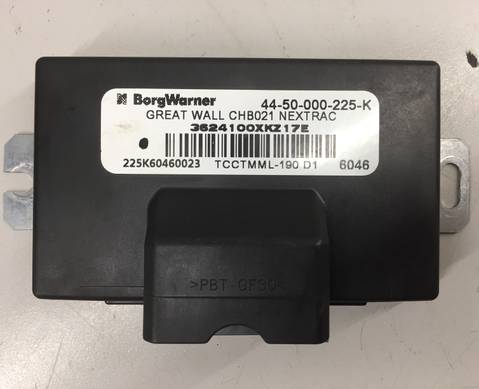 BorgWarner 44-50-000-225-K
GREAT WALL CHB021 NEXTRAC
3624100XKZ17E
225K60460023 TCCTMML-190 D1 6046
>PBT-GF30<